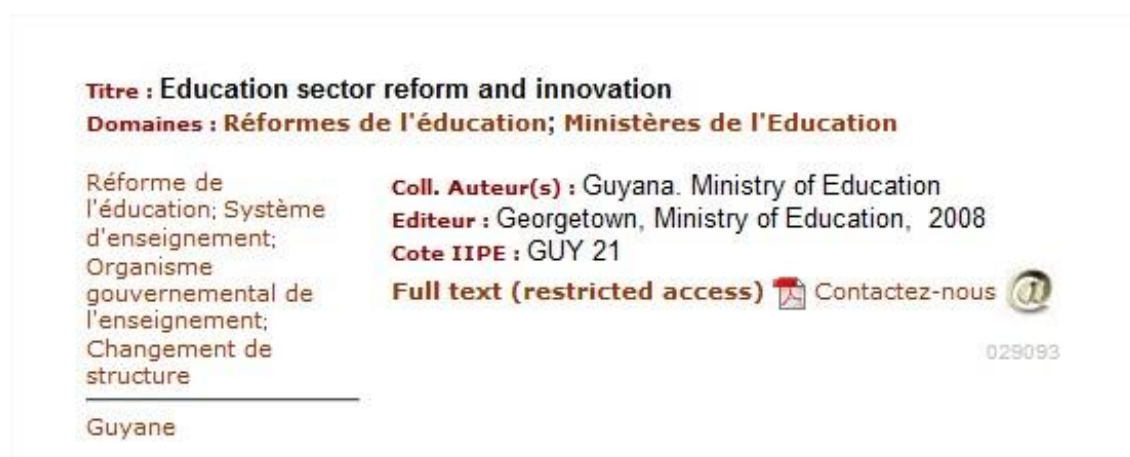 Titre : Education sector reform and innovation
Domaines : Réformes de l'éducation; Ministères de l'Education
Réforme de
l'éducation; Système
d'enseignement;
Organisme
gouvernemental de
l'enseignement;
Changement de
structure
Guyane
Coll. Auteur(s) : Guyana. Ministry of Education
Editeur : Georgetown, Ministry of Education, 2008
Cote IIPE : GUY 21
Full text (restricted access) Contactez-nous @
029093